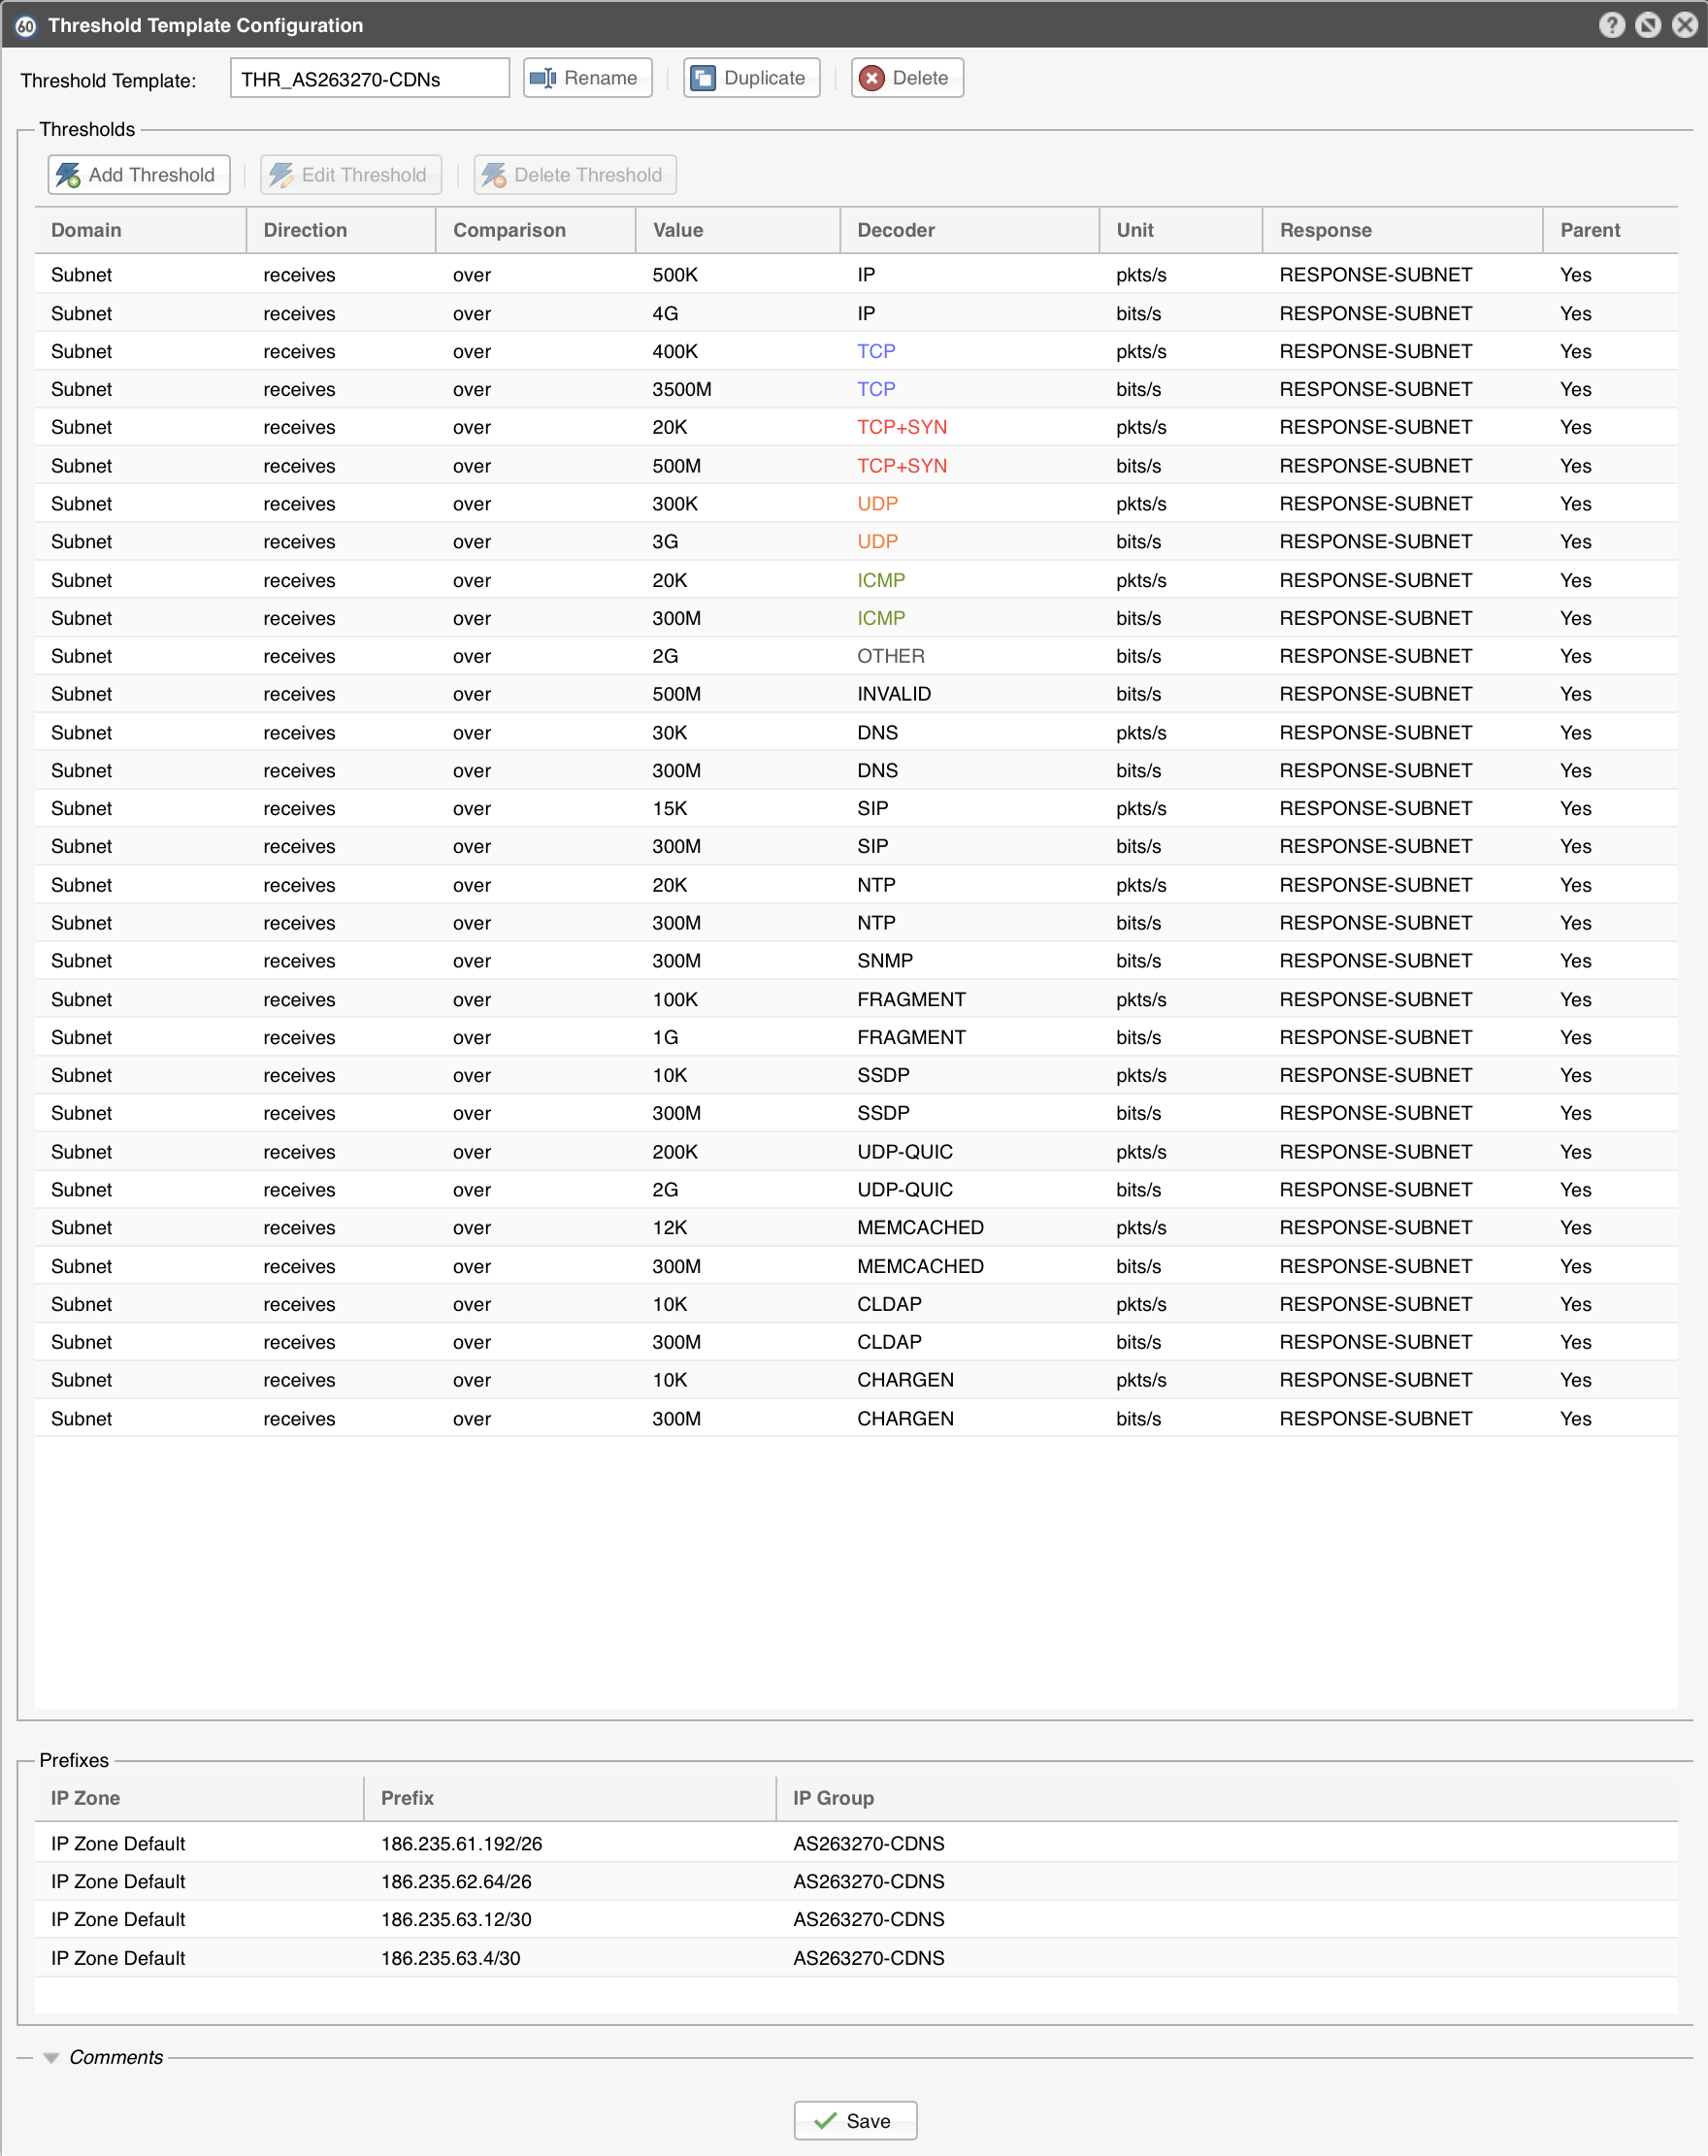 60 Threshold Template Configuration
Threshold Template: THR_AS263270-CDNs Rename Duplicate Delete
Thresholds
Add Threshold Edit Threshold Delete Threshold
Domain Direction Comparison Value Decoder Unit Response Parent
Subnet receives over 500K IP pkts/s RESPONSE-SUBNET Yes
Subnet receives over 4G IP bits/s RESPONSE-SUBNET Yes
Subnet receives over 400K TCP pkts/s RESPONSE-SUBNET Yes
Subnet receives over 3500M TCP bits/s RESPONSE-SUBNET Yes
Subnet receives over 20K TCP+SYN pkts/s RESPONSE-SUBNET Yes
Subnet receives over 500M TCP+SYN bits/s RESPONSE-SUBNET Yes
Subnet receives over 300K UDP pkts/s RESPONSE-SUBNET Yes
Subnet receives over 3G UDP bits/s RESPONSE-SUBNET Yes
Subnet receives over 20K ICMP pkts/s RESPONSE-SUBNET Yes
Subnet receives over 300M ICMP bits/s RESPONSE-SUBNET Yes
Subnet receives over 2G OTHER bits/s RESPONSE-SUBNET Yes
Subnet receives over 500M INVALID bits/s RESPONSE-SUBNET Yes
Subnet receives over 30K DNS pkts/s RESPONSE-SUBNET Yes
Subnet receives over 300M DNS bits/s RESPONSE-SUBNET Yes
Subnet receives over 15K SIP pkts/s RESPONSE-SUBNET Yes
Subnet receives over 300M SIP bits/s RESPONSE-SUBNET Yes
Subnet receives over 20K NTP pkts/s RESPONSE-SUBNET Yes
Subnet receives over 300M NTP bits/s RESPONSE-SUBNET Yes
Subnet receives over 300M SNMP bits/s RESPONSE-SUBNET Yes
Subnet receives over 100K FRAGMENT pkts/s RESPONSE-SUBNET Yes
Subnet receives over 1G FRAGMENT bits/s RESPONSE-SUBNET Yes
Subnet receives over 10K SSDP pkts/s RESPONSE-SUBNET Yes
Subnet receives over 300M SSDP bits/s RESPONSE-SUBNET Yes
Subnet receives over 200K UDP-QUIC pkts/s RESPONSE-SUBNET Yes
Subnet receives over 2G UDP-QUIC bits/s RESPONSE-SUBNET Yes
Subnet receives over 12K MEMCACHED pkts/s RESPONSE-SUBNET Yes
Subnet receives over 300M MEMCACHED bits/s RESPONSE-SUBNET Yes
Subnet receives over 10K CLDAP pkts/s RESPONSE-SUBNET Yes
Subnet receives over 300M CLDAP bits/s RESPONSE-SUBNET Yes
Subnet receives over 10K CHARGEN pkts/s RESPONSE-SUBNET Yes
Subnet receives over 300M CHARGEN bits/s RESPONSE-SUBNET Yes
Prefixes
IP Zone Prefix IP Group
IP Zone Default 186.235.61.192/26 AS263270-CDNS
IP Zone Default 186.235.62.64/26 AS263270-CDNS
IP Zone Default 186.235.63.12/30 AS263270-CDNS
IP Zone Default 186.235.63.4/30 AS263270-CDNS
Comments
Save